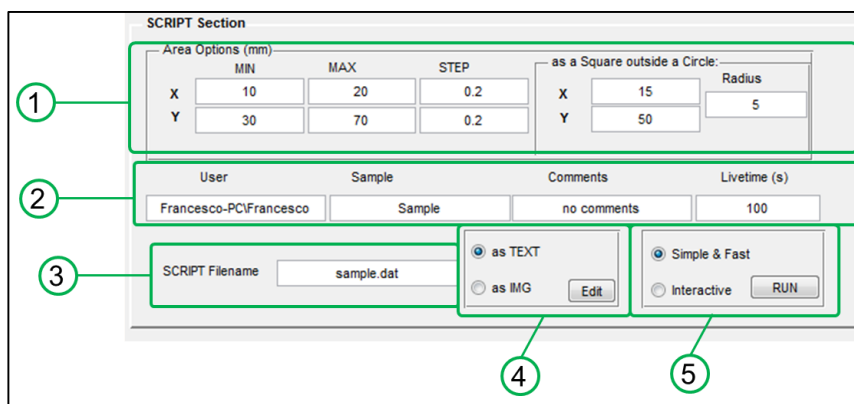 SCRIPT Section
Area Options (mm)
as a Square outside a Circle:
MIN MAX STEP
Radius
X 10 20 0.2 X 15
5
Y 30 70 0.2 Y 50
1
2
User Sample Comments Livetime (s)
Francesco-PC\Francesco Sample no comments 100
3
SCRIPT Filename sample.dat
as TEXT
as IMG Edit
Simple & Fast
Interactive RUN
4
5